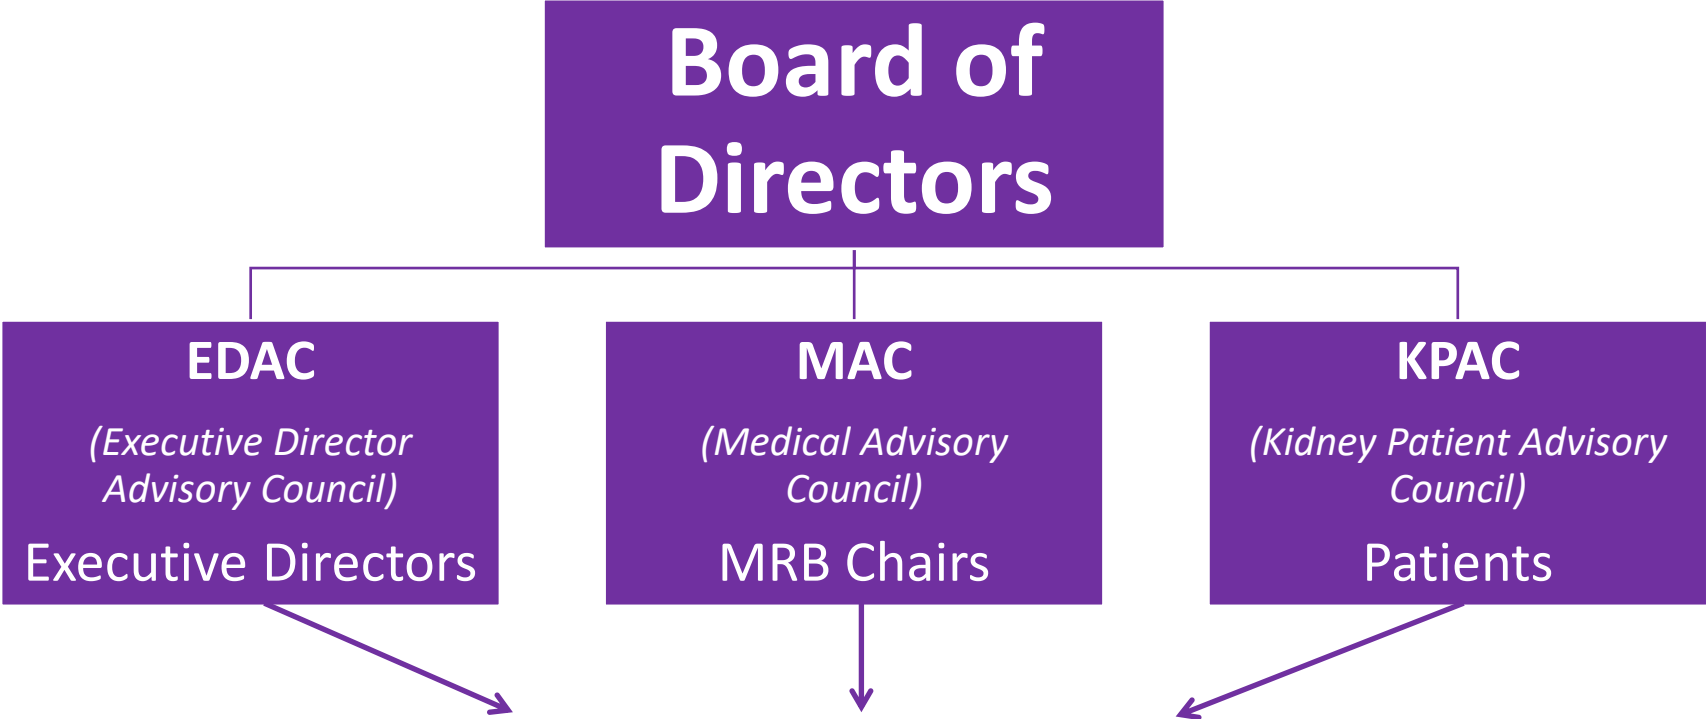 Board of
Directors
EDAC
(Executive Director
Advisory Council)
Executive Directors
MAC
(Medical Advisory
Council)
MRB Chairs
KPAC
(Kidney Patient Advisory
Council)
Patients